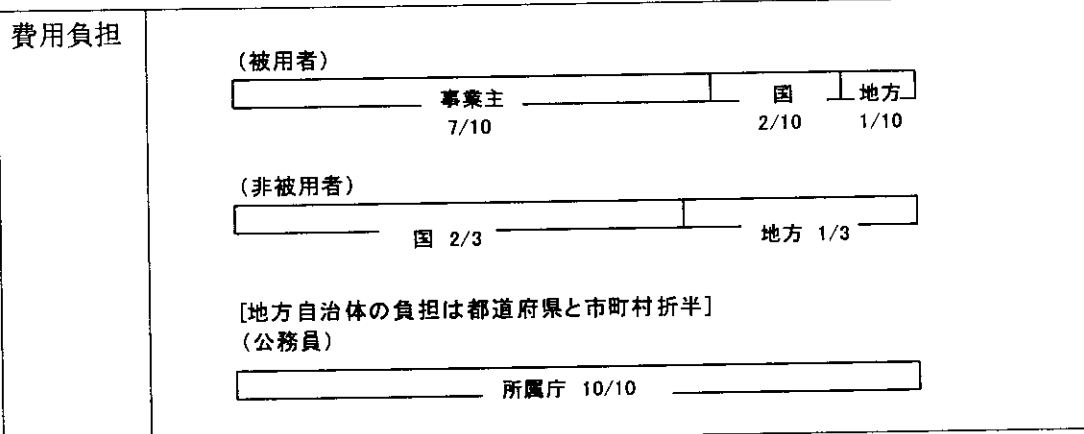 費用負担
(被用者)
事業主 国 地方
7/10 2/10 1/10
(非被用者)
国 2/3 地方 1/3
[地方自治体の負担は都道府県と市町村折半]
(公務員)
所属庁 10/10